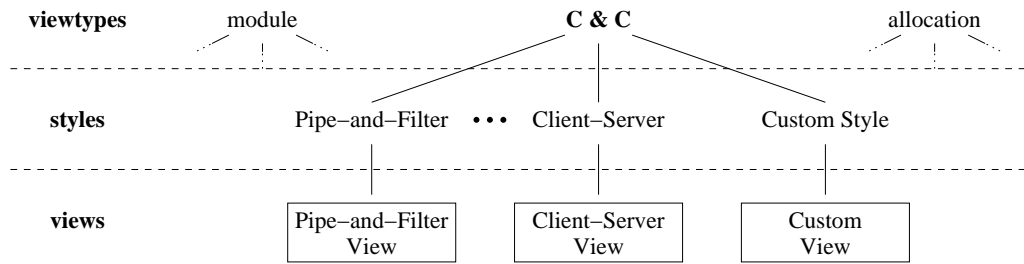 viewtypes module C & C allocation
styles Pipe−and−Filter ••• Client−Server Custom Style
views Pipe−and−Filter Client−Server Custom
View View View